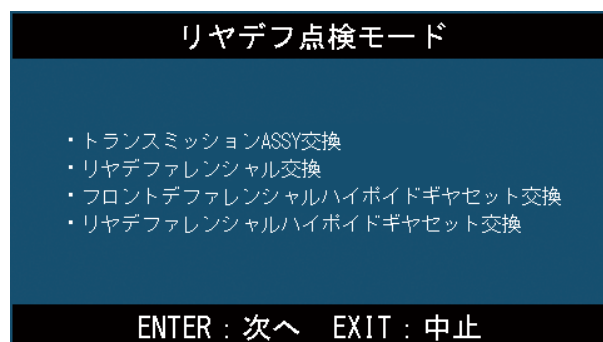 リヤデフ点検モード
・トランスミッションASSY交換
・リヤデファレンシャル交換
・フロントデファレンシャルハイポイドギヤセット交換
・リヤデファレンシャルハイポイドギヤセット交換
ENTER：次へ EXIT：中止